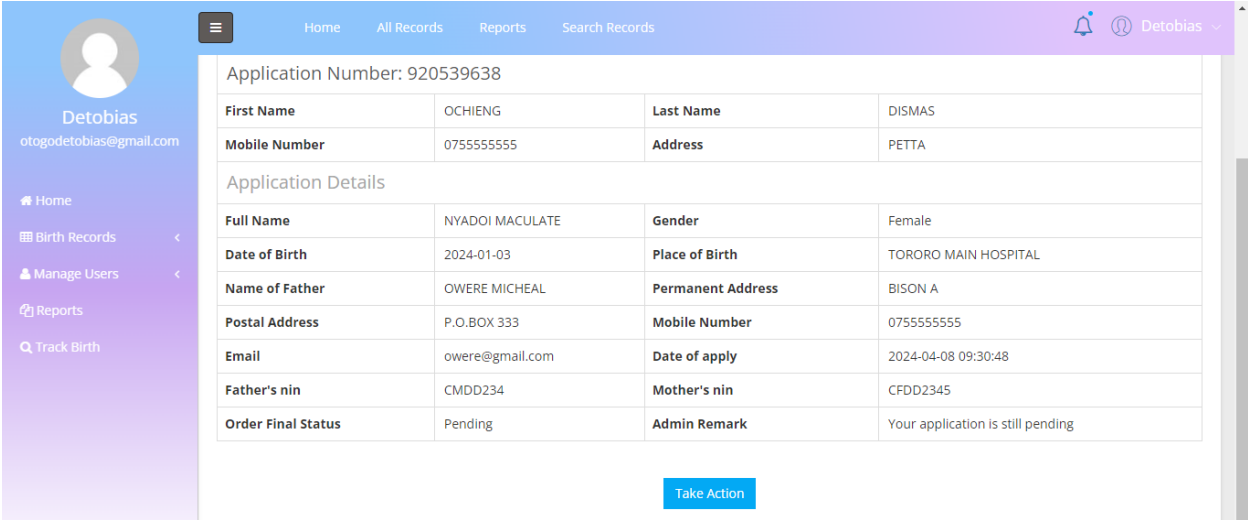 Home All Records Reports Search Records Detobias
Detobias
otogodetobias@gmail.com
Home
Birth Records
Manage Users
Reports
Track Birth
Application Number: 920539638
First Name OCHIENG Last Name DISMAS
Mobile Number 0755555555 Address PETTA
Application Details
Full Name NYADOI MACULATE Gender Female
Date of Birth 2024-01-03 Place of Birth TORORO MAIN HOSPITAL
Name of Father OWERE MICHEAL Permanent Address BISON A
Postal Address P.O.BOX 333 Mobile Number 0755555555
Email owere@gmail.com Date of apply 2024-04-08 09:30:48
Father's nin CMDD234 Mother's nin CFDD2345
Order Final Status Pending Admin Remark Your application is still pending
Take Action